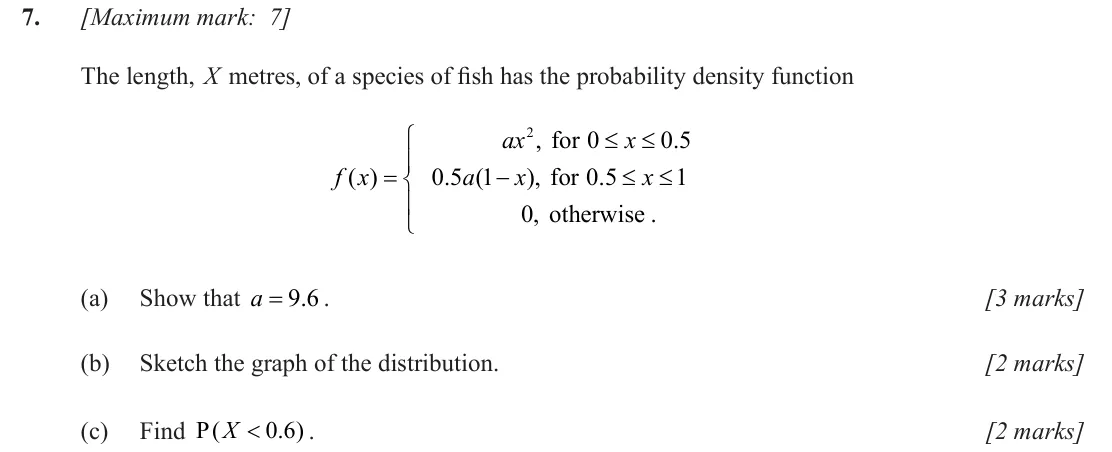 7. [Maximum mark: 7]
The length, X metres, of a species of fish has the probability density function
ax², for 0 ≤ x ≤ 0.5
f(x) = { 0.5a(1 − x), for 0.5 ≤ x ≤ 1
0, otherwise .
(a) Show that a = 9.6 . [3 marks]
(b) Sketch the graph of the distribution. [2 marks]
(c) Find P(X < 0.6) . [2 marks]